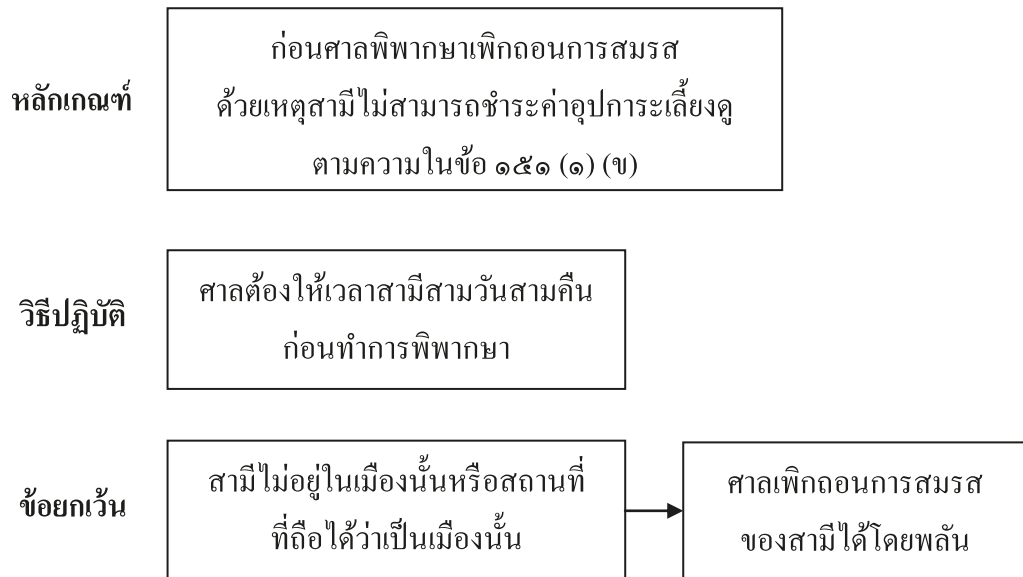 หลักเกณฑ์
ก่อนศาลพิพากษาเพิกถอนการสมรส
ด้วยเหตุสามีไม่สามารถชำระค่าอุปการะเลี้ยงดู
ตามความในข้อ ๑๕๑ (๑) (ข)
วิธีปฏิบัติ
ศาลต้องให้เวลาสามีสามวันสามคืน
ก่อนทำการพิพากษา
ข้อยกเว้น
สามีไม่อยู่ในเมืองนั้นหรือสถานที่
ที่ถือได้ว่าเป็นเมืองนั้น
ศาลเพิกถอนการสมรส
ของสามีได้โดยพลัน